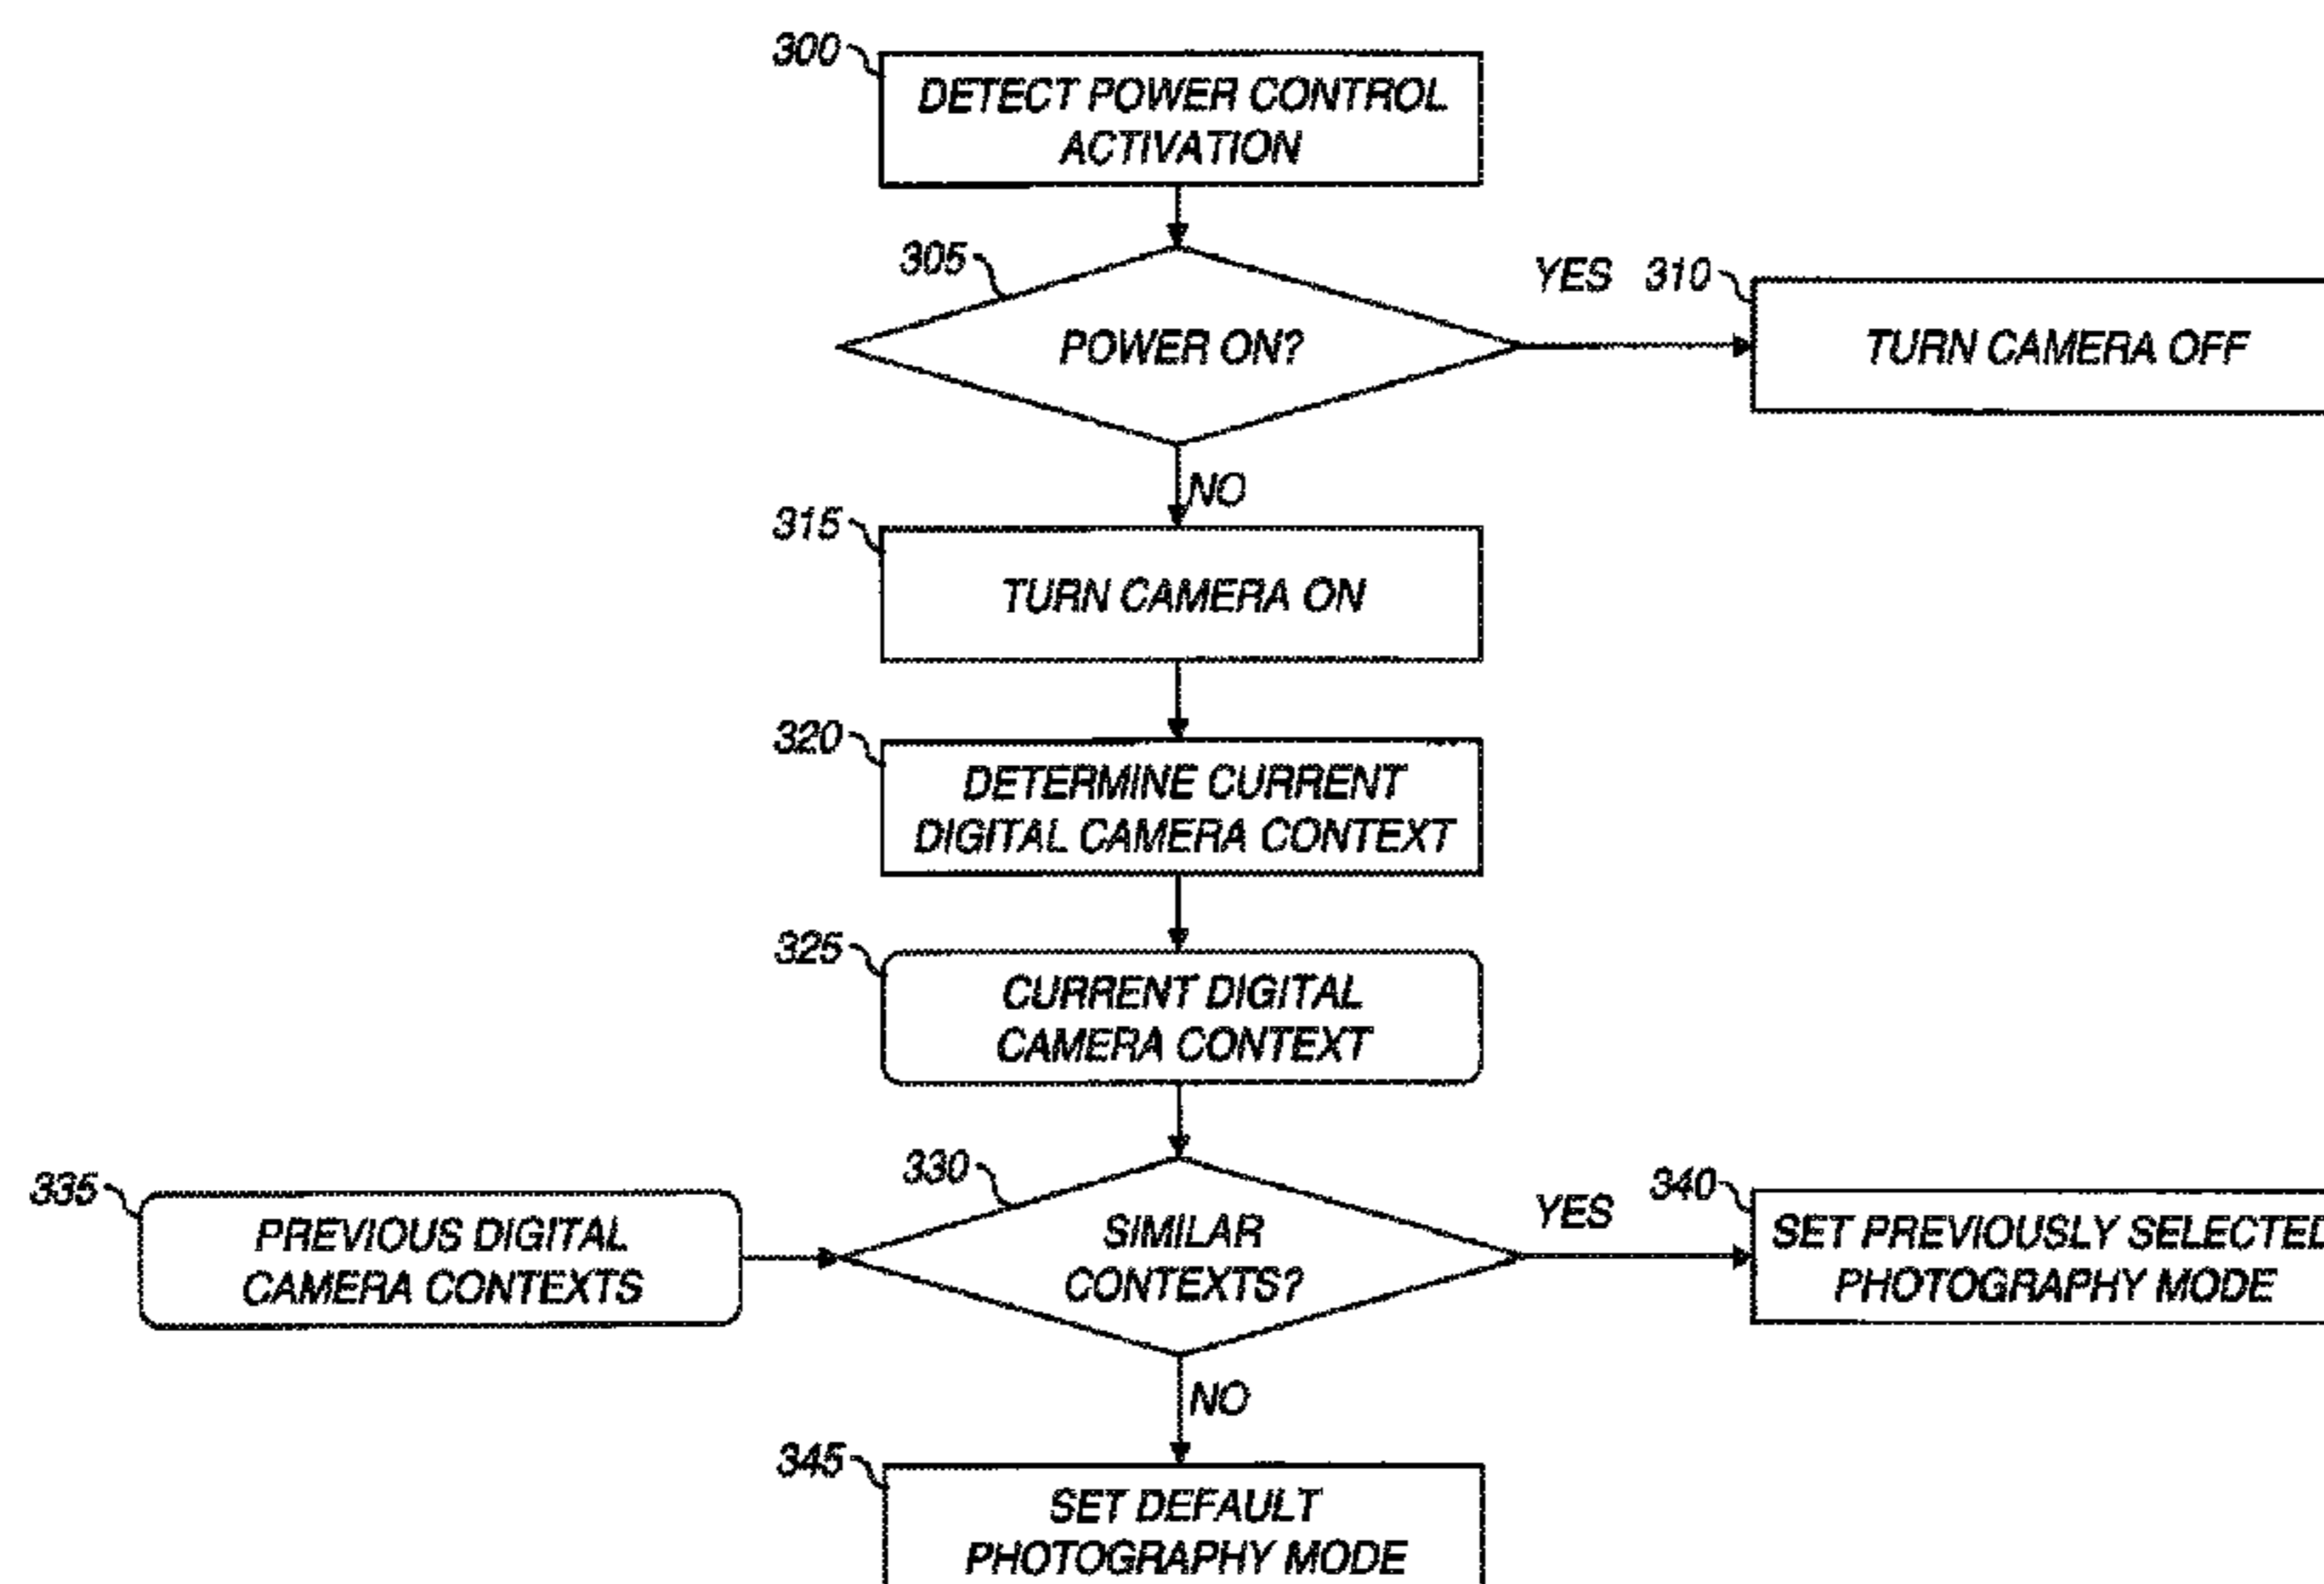 300
DETECT POWER CONTROL
ACTIVATION
305
POWER ON?
YES
310
TURN CAMERA OFF
NO
315
TURN CAMERA ON
320
DETERMINE CURRENT
DIGITAL CAMERA CONTEXT
325
CURRENT DIGITAL
CAMERA CONTEXT
335
PREVIOUS DIGITAL
CAMERA CONTEXTS
330
SIMILAR
CONTEXTS?
YES
340
SET PREVIOUSLY SELECTED
PHOTOGRAPHY MODE
NO
345
SET DEFAULT
PHOTOGRAPHY MODE